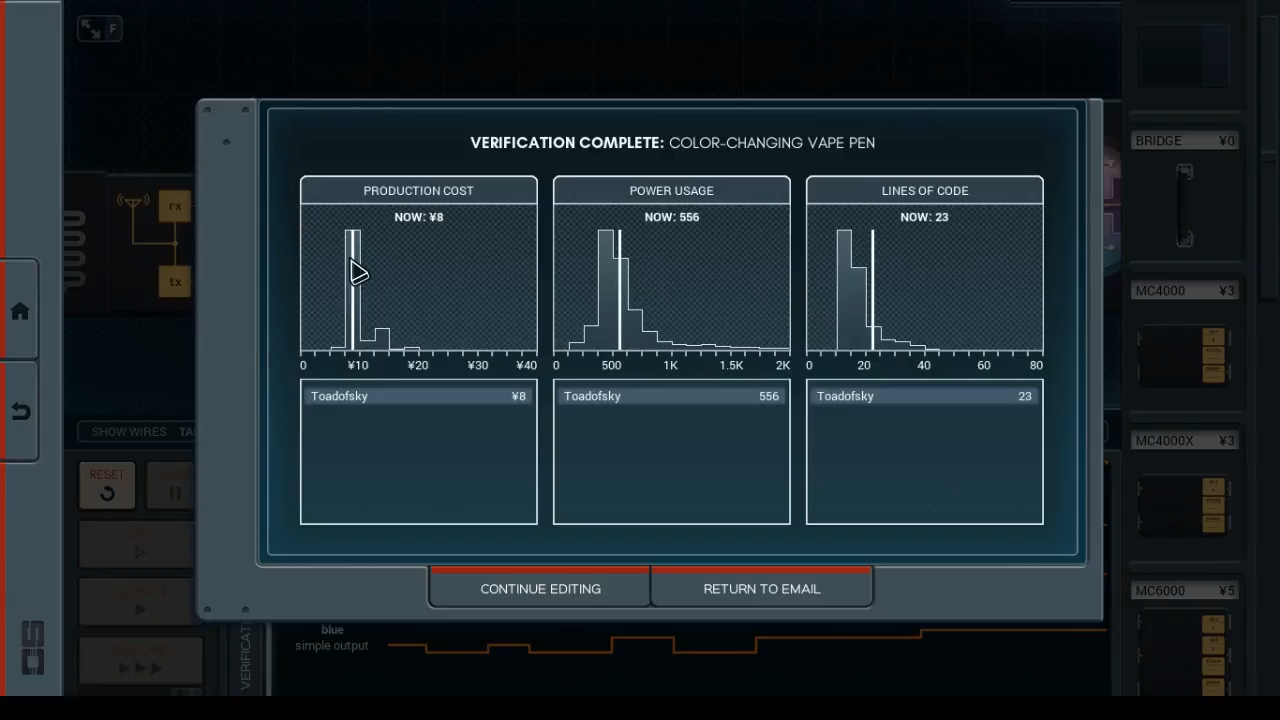 F
VERIFICATION COMPLETE: COLOR-CHANGING VAPE PEN
PRODUCTION COST
NOW: ¥8
0 ¥10 ¥20 ¥30 ¥40
Toadofsky ¥8
POWER USAGE
NOW: 556
0 500 1K 1.5K 2K
Toadofsky 556
LINES OF CODE
NOW: 23
0 20 40 60 80
Toadofsky 23
CONTINUE EDITING
RETURN TO EMAIL
rx
tx
SHOW WIRES TA
RESET
VERIFICAT
blue
simple output
BRIDGE ¥0
MC4000 ¥3
MC4000X ¥3
MC6000 ¥5